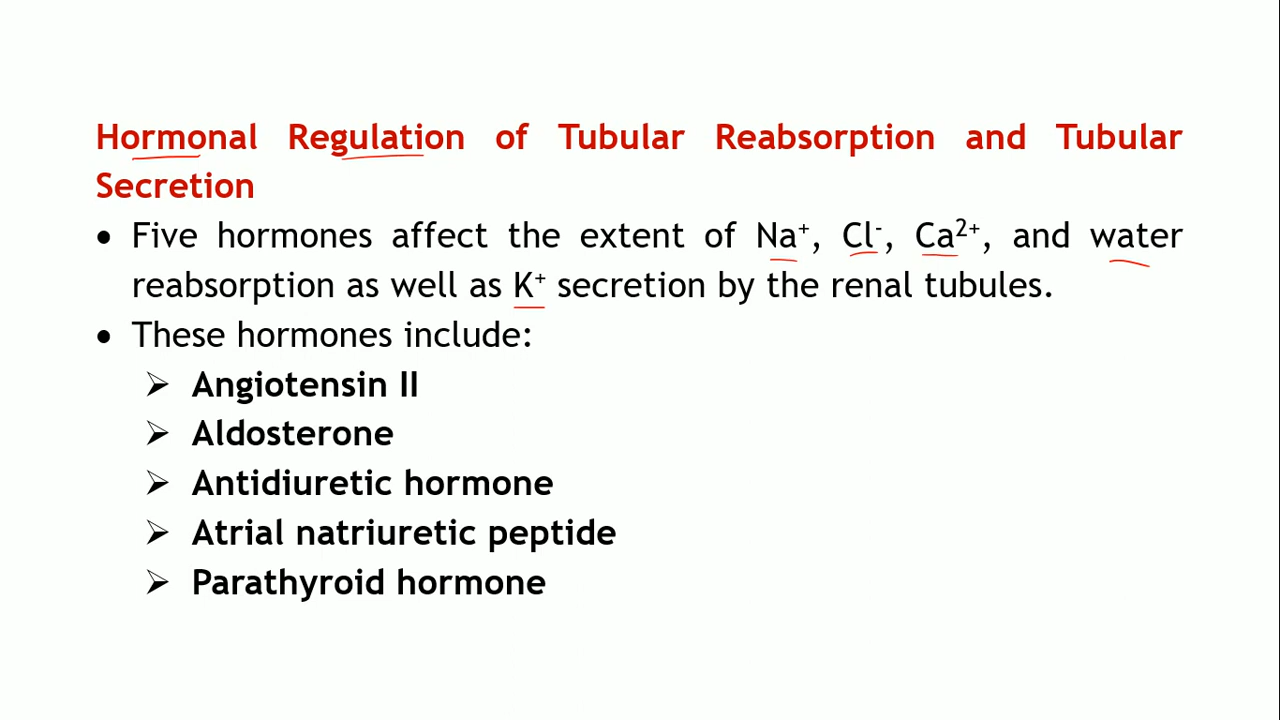 Hormonal Regulation of Tubular Reabsorption and Tubular
Secretion
• Five hormones affect the extent of Na⁺, Cl⁻, Ca²⁺, and water
reabsorption as well as K⁺ secretion by the renal tubules.
• These hormones include:
➢ Angiotensin II
➢ Aldosterone
➢ Antidiuretic hormone
➢ Atrial natriuretic peptide
➢ Parathyroid hormone